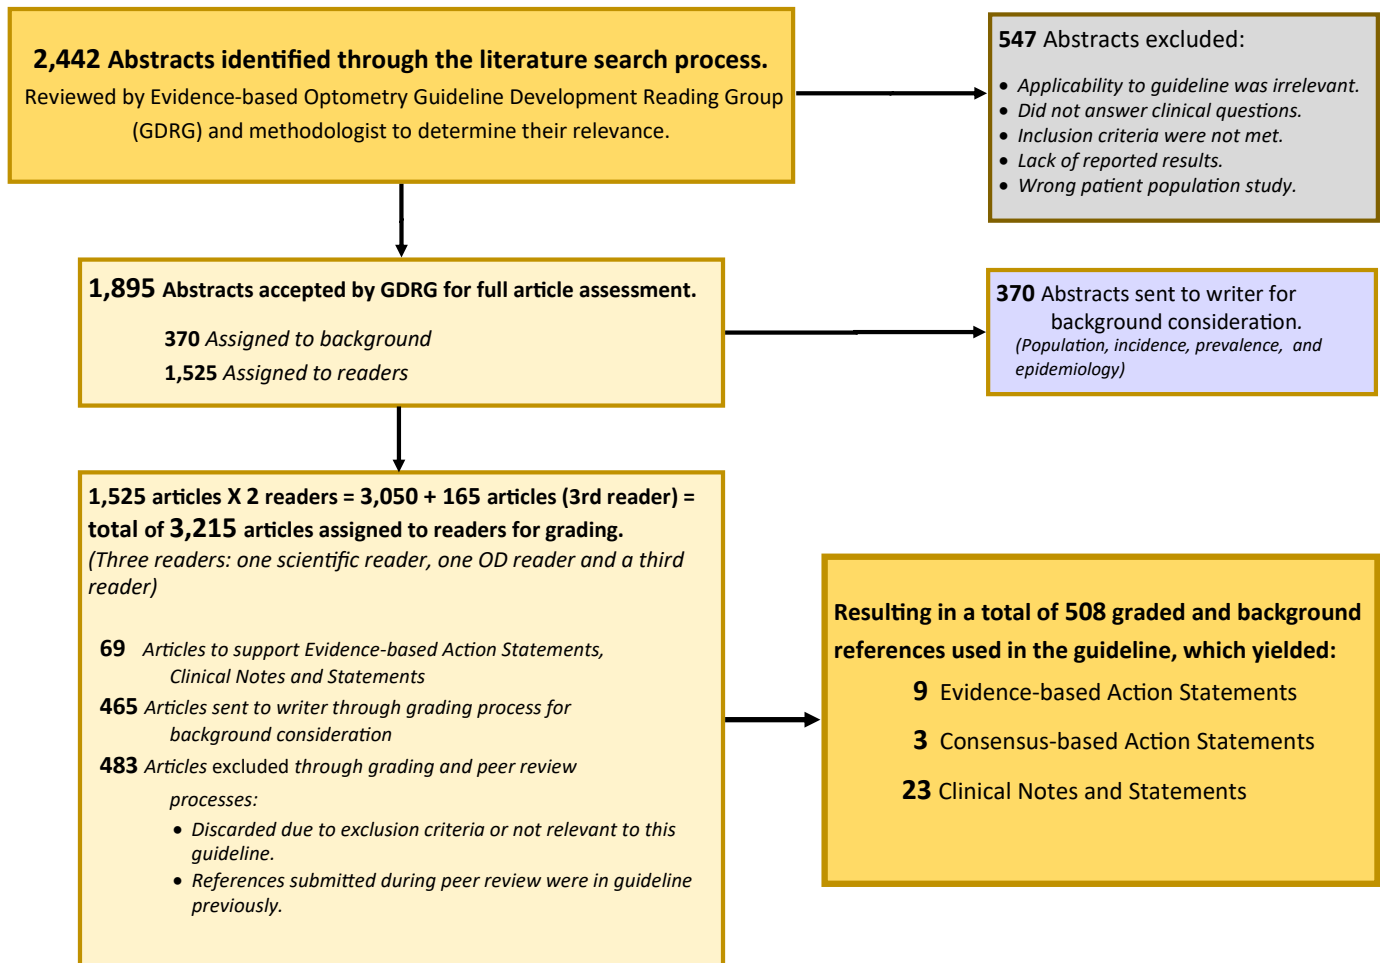 2,442 Abstracts identified through the literature search process.
Reviewed by Evidence-based Optometry Guideline Development Reading Group
(GDRG) and methodologist to determine their relevance.
547 Abstracts excluded:
• Applicability to guideline was irrelevant.
• Did not answer clinical questions.
• Inclusion criteria were not met.
• Lack of reported results.
• Wrong patient population study.
1,895 Abstracts accepted by GDRG for full article assessment.
370 Assigned to background
1,525 Assigned to readers
370 Abstracts sent to writer for
background consideration.
(Population, incidence, prevalence, and
epidemiology)
1,525 articles X 2 readers = 3,050 + 165 articles (3rd reader) =
total of 3,215 articles assigned to readers for grading.
(Three readers: one scientific reader, one OD reader and a third
reader)
69 Articles to support Evidence-based Action Statements,
Clinical Notes and Statements
465 Articles sent to writer through grading process for
background consideration
483 Articles excluded through grading and peer review
processes:
• Discarded due to exclusion criteria or not relevant to this
guideline.
• References submitted during peer review were in guideline
previously.
Resulting in a total of 508 graded and background
references used in the guideline, which yielded:
9 Evidence-based Action Statements
3 Consensus-based Action Statements
23 Clinical Notes and Statements